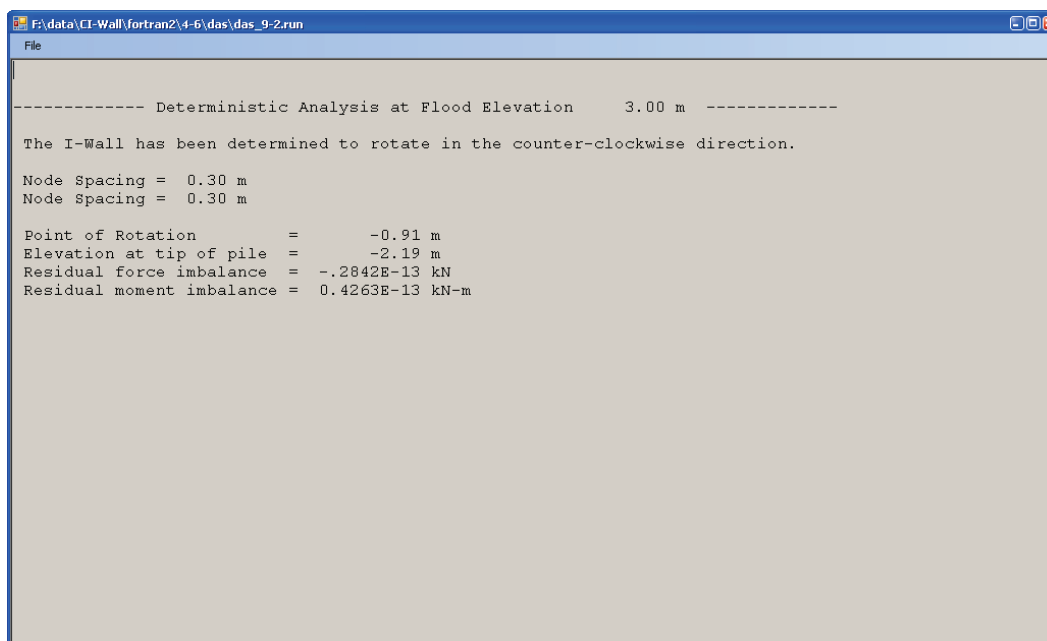 F:\data\CI-Wall\fortran2\4-6\das\das_9-2.run
File
------------- Deterministic Analysis at Flood Elevation     3.00 m  -------------
The I-Wall has been determined to rotate in the counter-clockwise direction.
Node Spacing =  0.30 m
Node Spacing =  0.30 m
Point of Rotation         =       -0.91 m
Elevation at tip of pile  =       -2.19 m
Residual force imbalance  =  -.2842E-13 kN
Residual moment imbalance =  0.4263E-13 kN-m